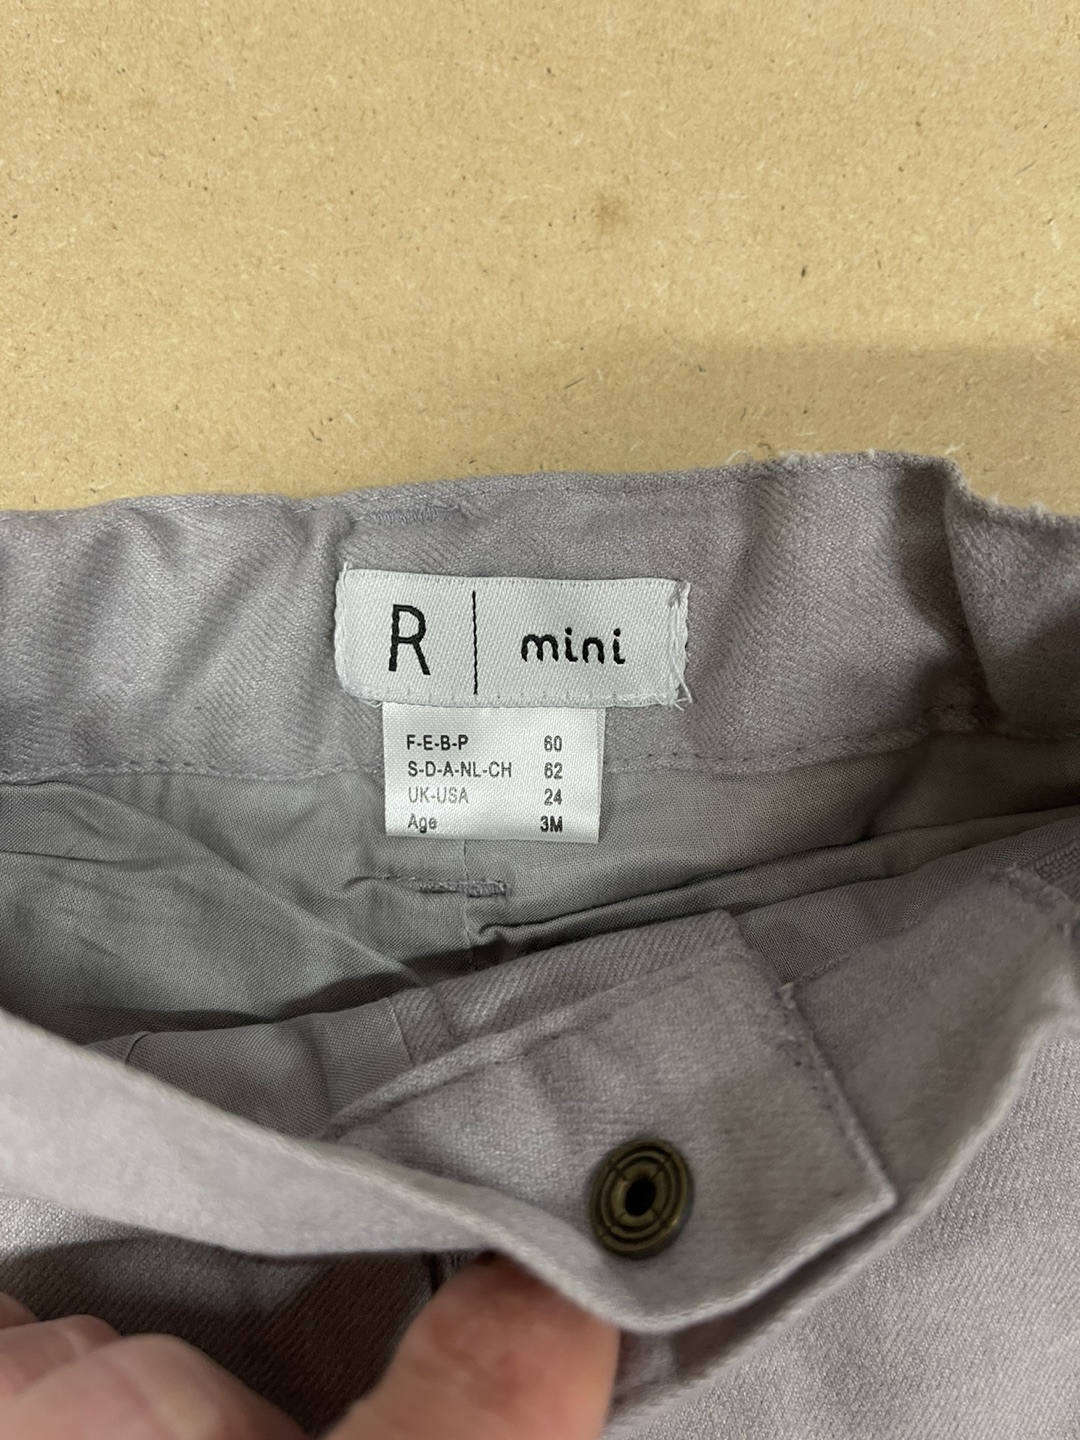 R | mini
F-E-B-P 60
S-D-A-NL-CH 62
UK-USA 24
Age 3M